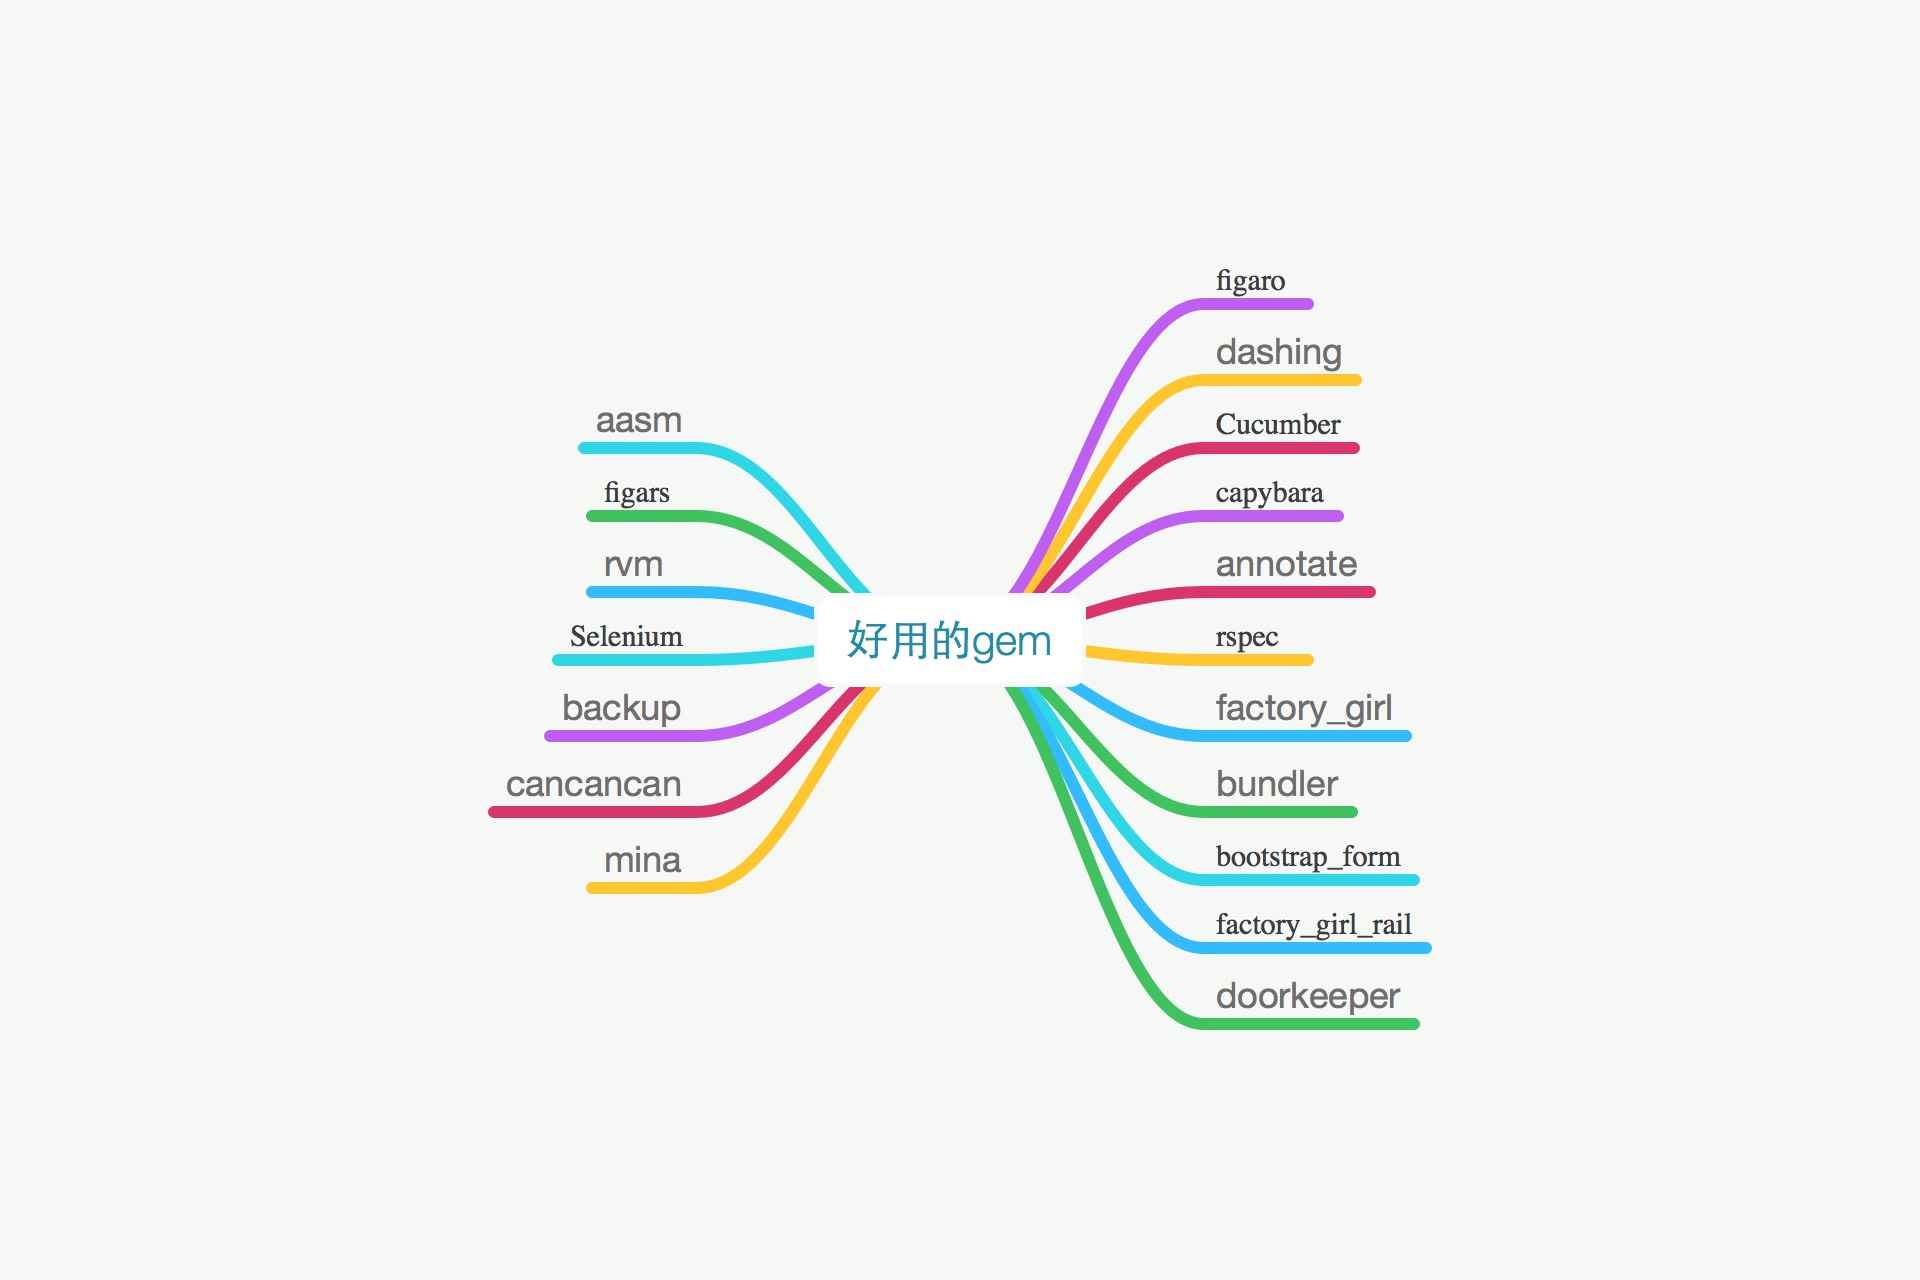 好用的gem
figaro
dashing
Cucumber
capybara
annotate
rspec
factory_girl
bundler
bootstrap_form
factory_girl_rail
doorkeeper
aasm
figars
rvm
Selenium
backup
cancancan
mina